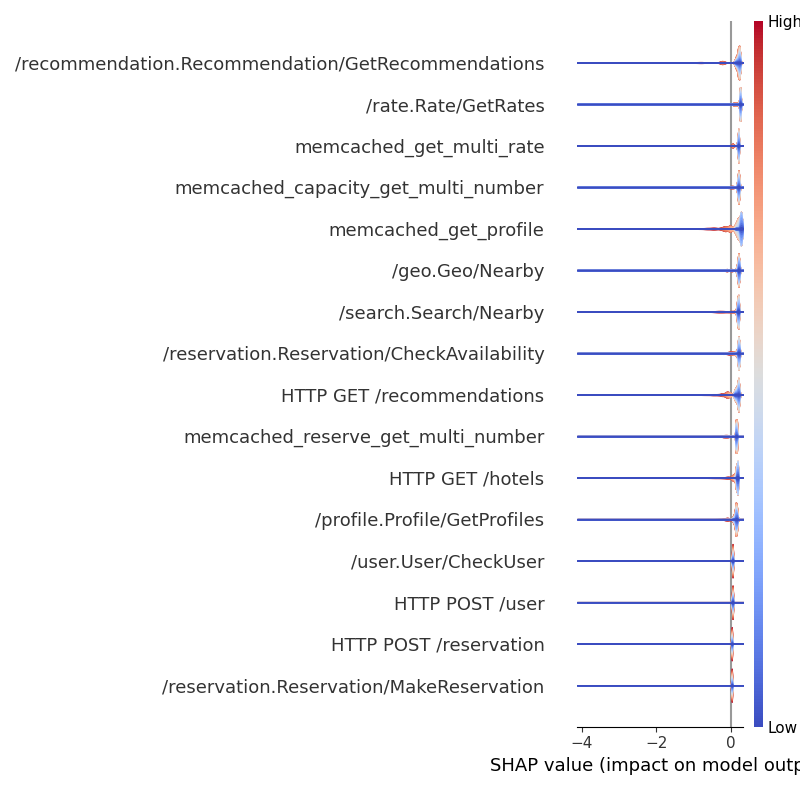 High
/recommendation.Recommendation/GetRecommendations
/rate.Rate/GetRates
memcached_get_multi_rate
memcached_capacity_get_multi_number
memcached_get_profile
/geo.Geo/Nearby
/search.Search/Nearby
/reservation.Reservation/CheckAvailability
HTTP GET /recommendations
memcached_reserve_get_multi_number
HTTP GET /hotels
/profile.Profile/GetProfiles
/user.User/CheckUser
HTTP POST /user
HTTP POST /reservation
/reservation.Reservation/MakeReservation
Low
−4 −2 0
SHAP value (impact on model outp